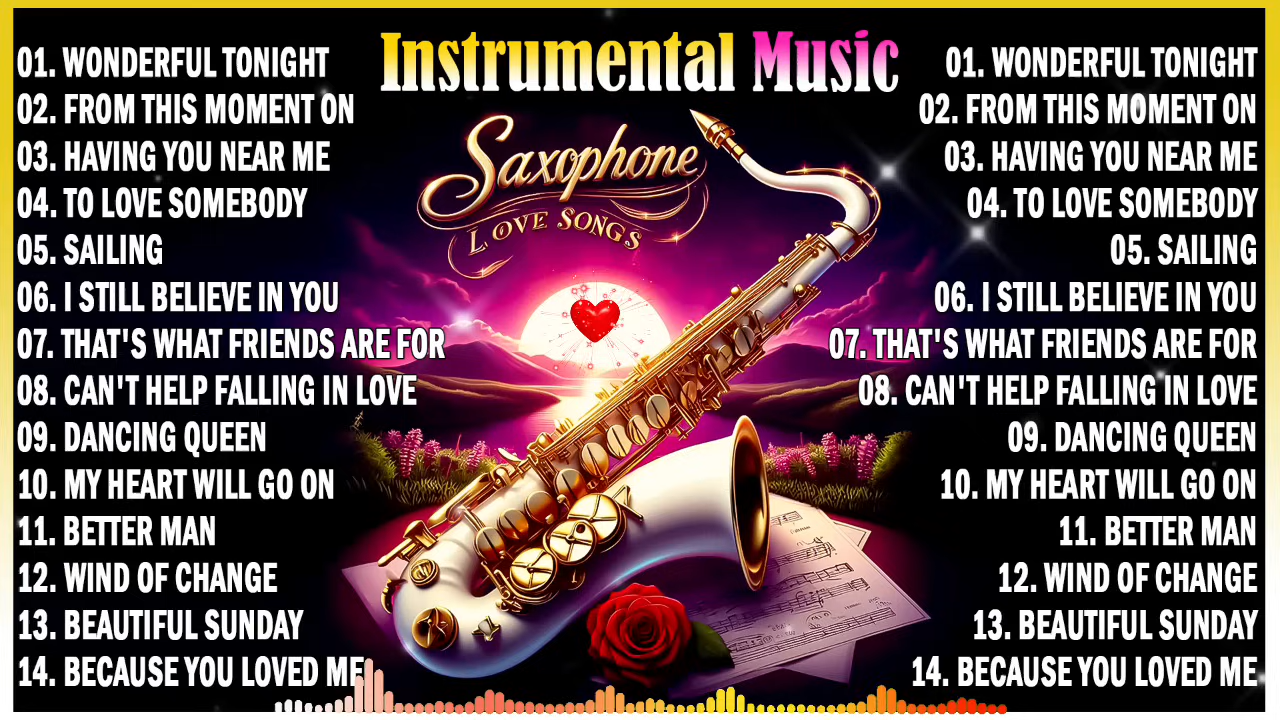 Instrumental Music
Saxophone
LOVE SONGS
01. WONDERFUL TONIGHT
02. FROM THIS MOMENT ON
03. HAVING YOU NEAR ME
04. TO LOVE SOMEBODY
05. SAILING
06. I STILL BELIEVE IN YOU
07. THAT'S WHAT FRIENDS ARE FOR
08. CAN'T HELP FALLING IN LOVE
09. DANCING QUEEN
10. MY HEART WILL GO ON
11. BETTER MAN
12. WIND OF CHANGE
13. BEAUTIFUL SUNDAY
14. BECAUSE YOU LOVED ME
01. WONDERFUL TONIGHT
02. FROM THIS MOMENT ON
03. HAVING YOU NEAR ME
04. TO LOVE SOMEBODY
05. SAILING
06. I STILL BELIEVE IN YOU
07. THAT'S WHAT FRIENDS ARE FOR
08. CAN'T HELP FALLING IN LOVE
09. DANCING QUEEN
10. MY HEART WILL GO ON
11. BETTER MAN
12. WIND OF CHANGE
13. BEAUTIFUL SUNDAY
14. BECAUSE YOU LOVED ME